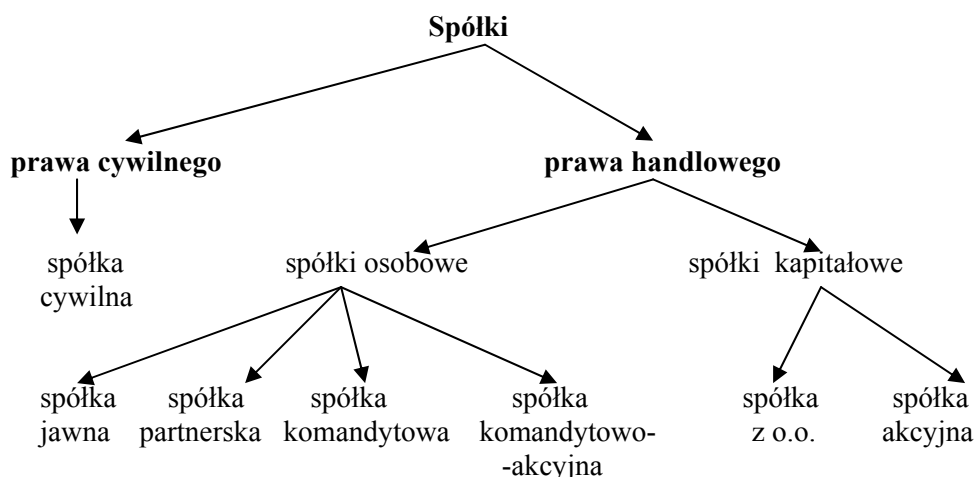 Spółki
prawa cywilnego
prawa handlowego
spółka
cywilna
spółki osobowe
spółki kapitałowe
spółka
jawna
spółka
partnerska
spółka
komandytowa
spółka
komandytowo-
-akcyjna
spółka
z o.o.
spółka
akcyjna